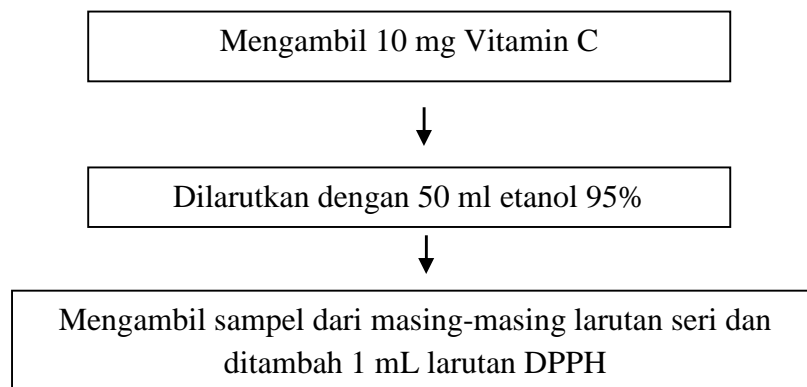 Mengambil 10 mg Vitamin C
Dilarutkan dengan 50 ml etanol 95%
Mengambil sampel dari masing-masing larutan seri dan
ditambah 1 mL larutan DPPH